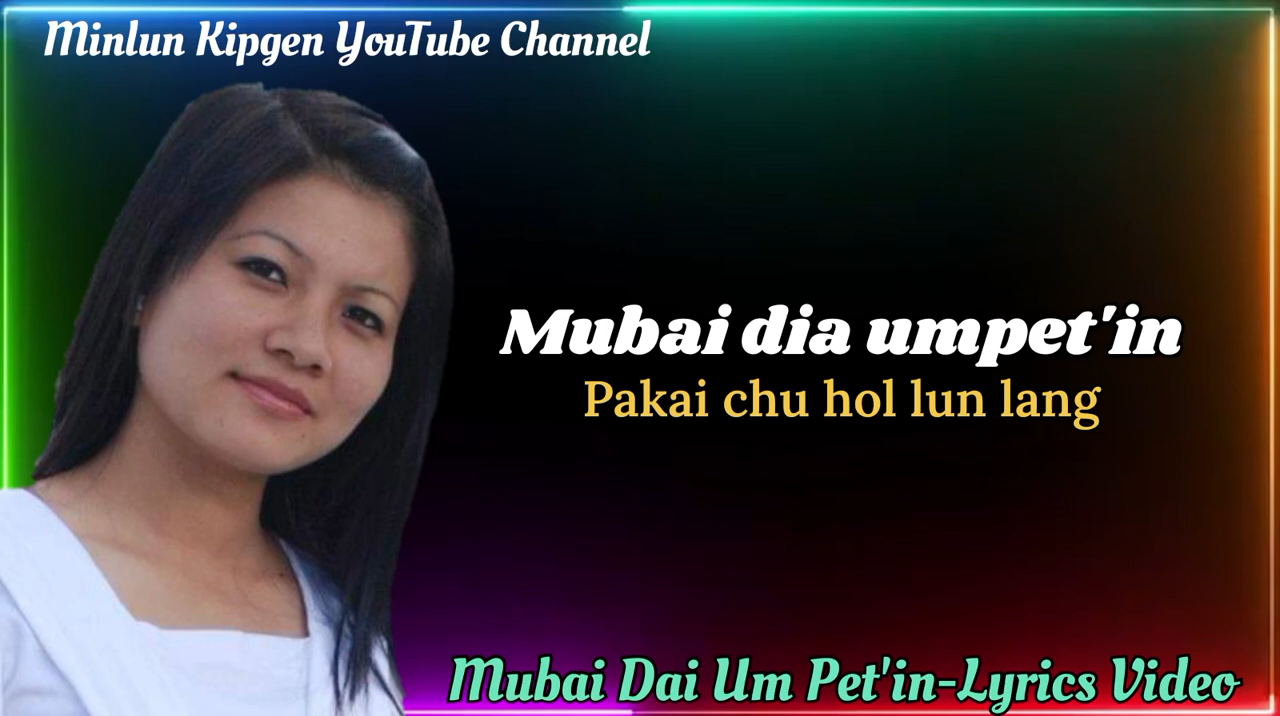 Minlun Kipgen YouTube Channel
Mubai dia umpet'in
Pakai chu hol lun lang
Mubai Dai Um Pet'in-Lyrics Video